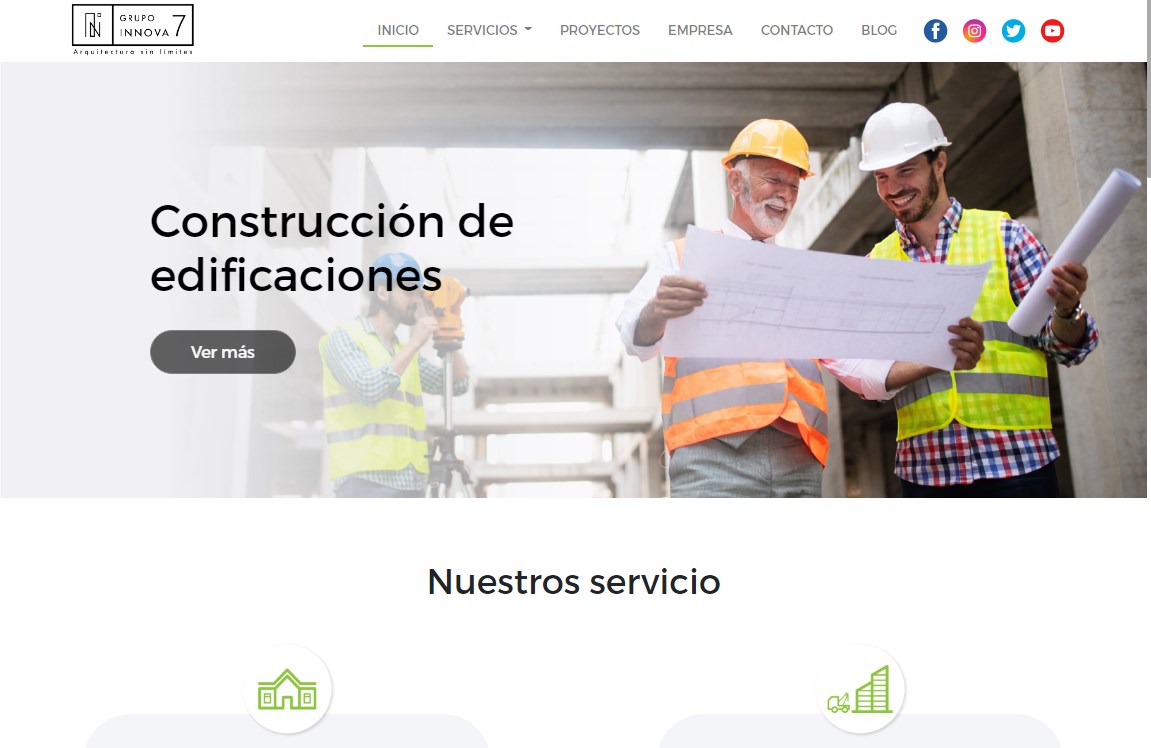 GRUPO
INNOVA 7
Arquitectura sin límites
INICIO SERVICIOS PROYECTOS EMPRESA CONTACTO BLOG
Construcción de
edificaciones
Ver más
Nuestros servicio